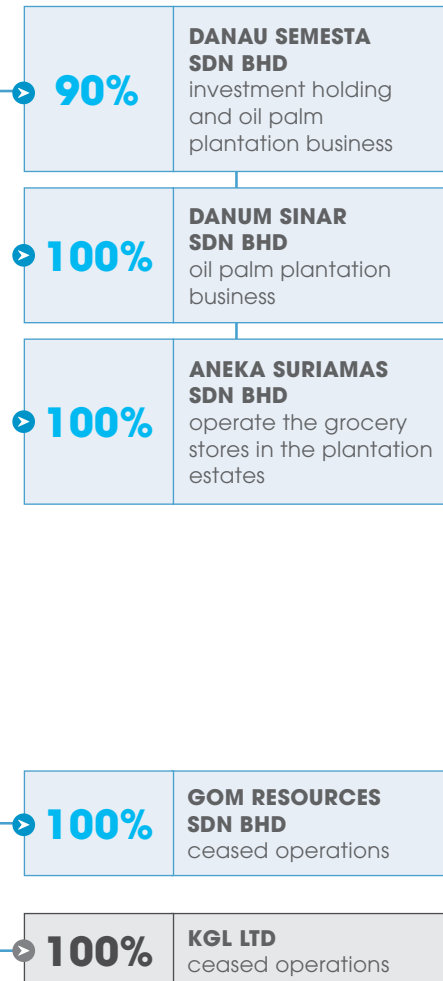 90%
DANAU SEMESTA
SDN BHD
investment holding
and oil palm
plantation business
100%
DANUM SINAR
SDN BHD
oil palm plantation
business
100%
ANEKA SURIAMAS
SDN BHD
operate the grocery
stores in the plantation
estates
100%
GOM RESOURCES
SDN BHD
ceased operations
100%
KGL LTD
ceased operations